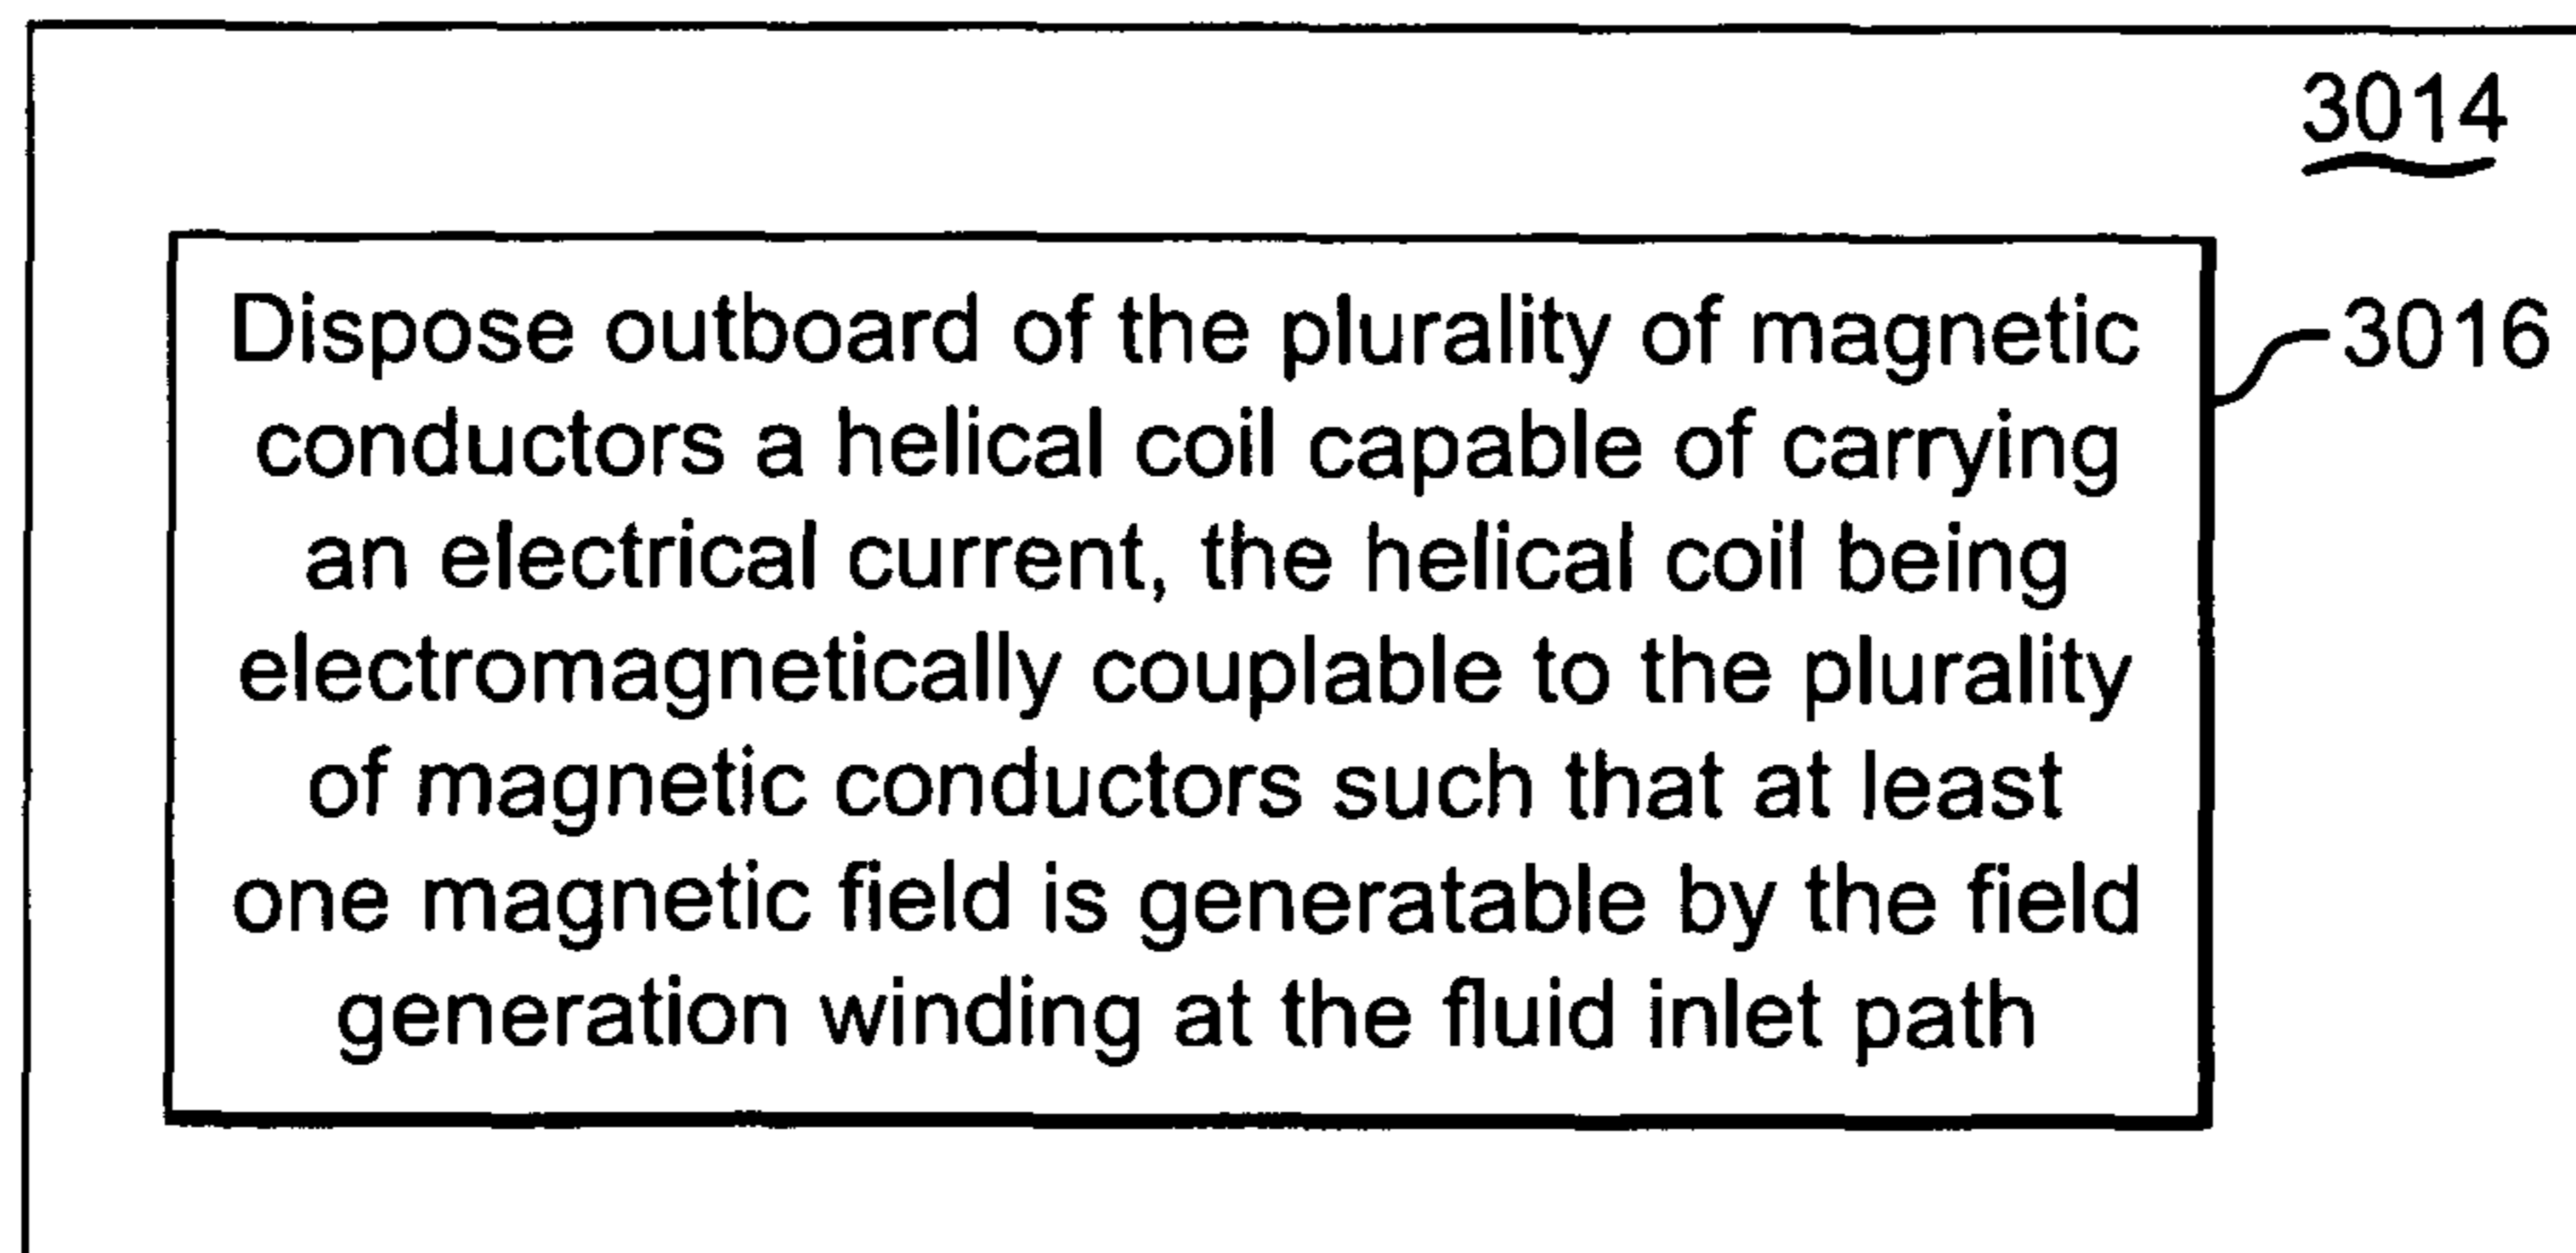 3014
Dispose outboard of the plurality of magnetic
conductors a helical coil capable of carrying
an electrical current, the helical coil being
electromagnetically couplable to the plurality
of magnetic conductors such that at least
one magnetic field is generatable by the field
generation winding at the fluid inlet path
3016